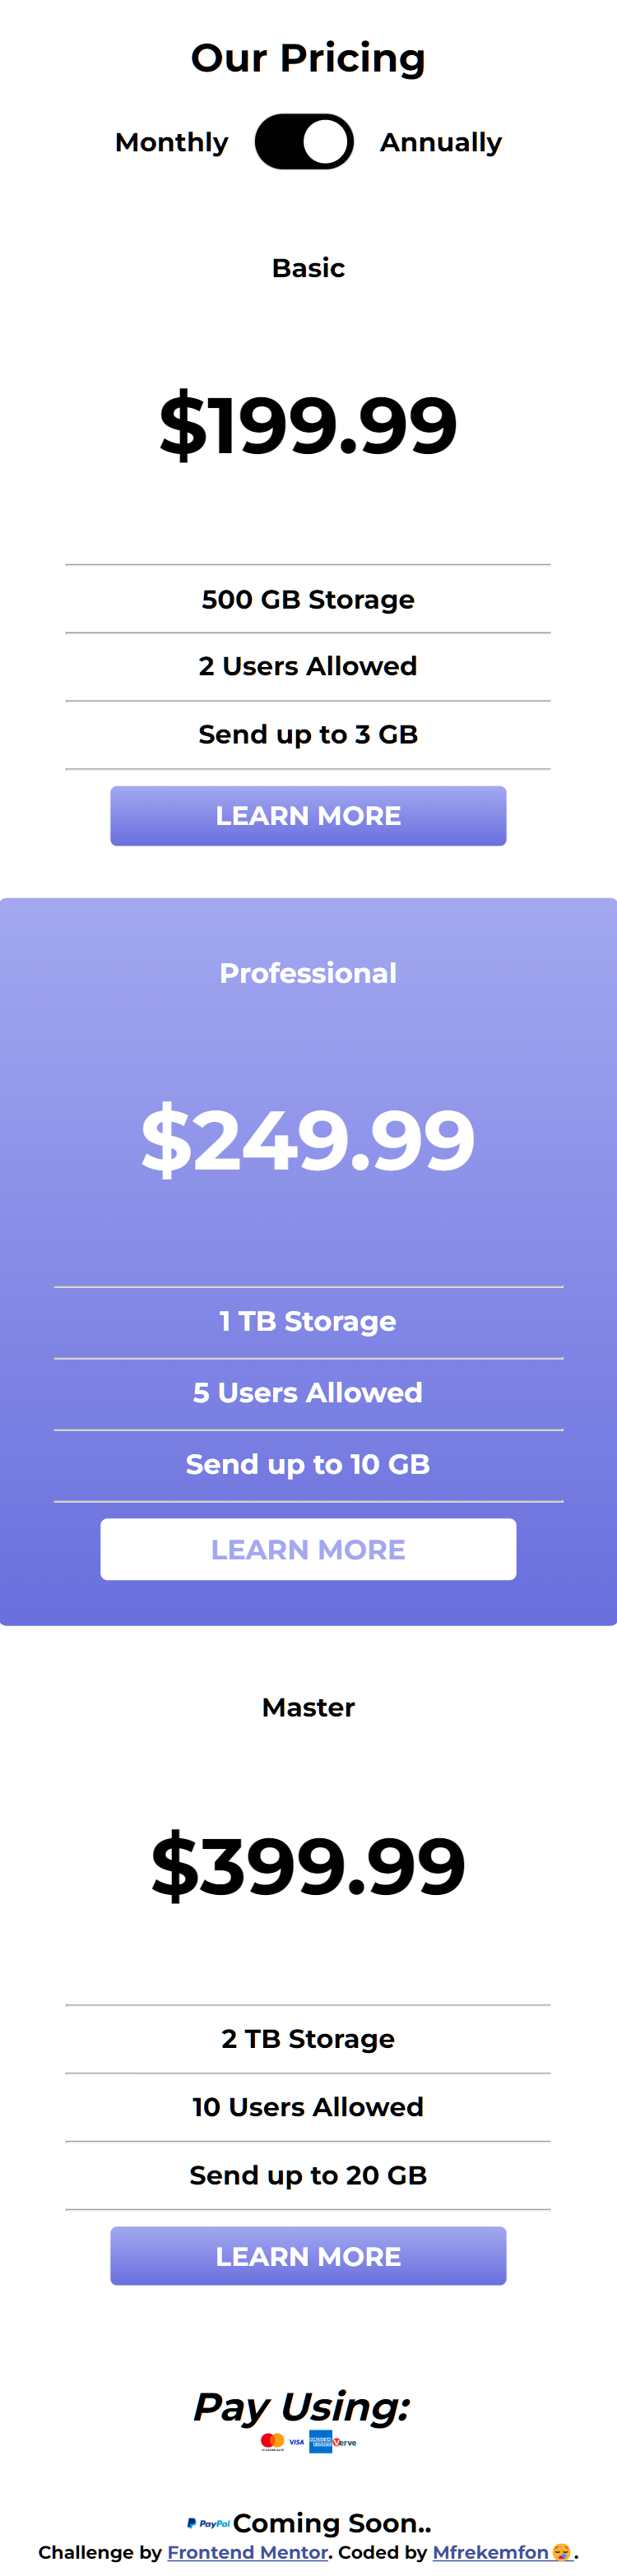 Our Pricing
Monthly Annually
Basic
$199.99
500 GB Storage
2 Users Allowed
Send up to 3 GB
LEARN MORE
Professional
$249.99
1 TB Storage
5 Users Allowed
Send up to 10 GB
LEARN MORE
Master
$399.99
2 TB Storage
10 Users Allowed
Send up to 20 GB
LEARN MORE
Pay Using:
mastercard VISA AMERICAN EXPRESS Verve
PayPal Coming Soon..
Challenge by Frontend Mentor. Coded by Mfrekemfon😪.